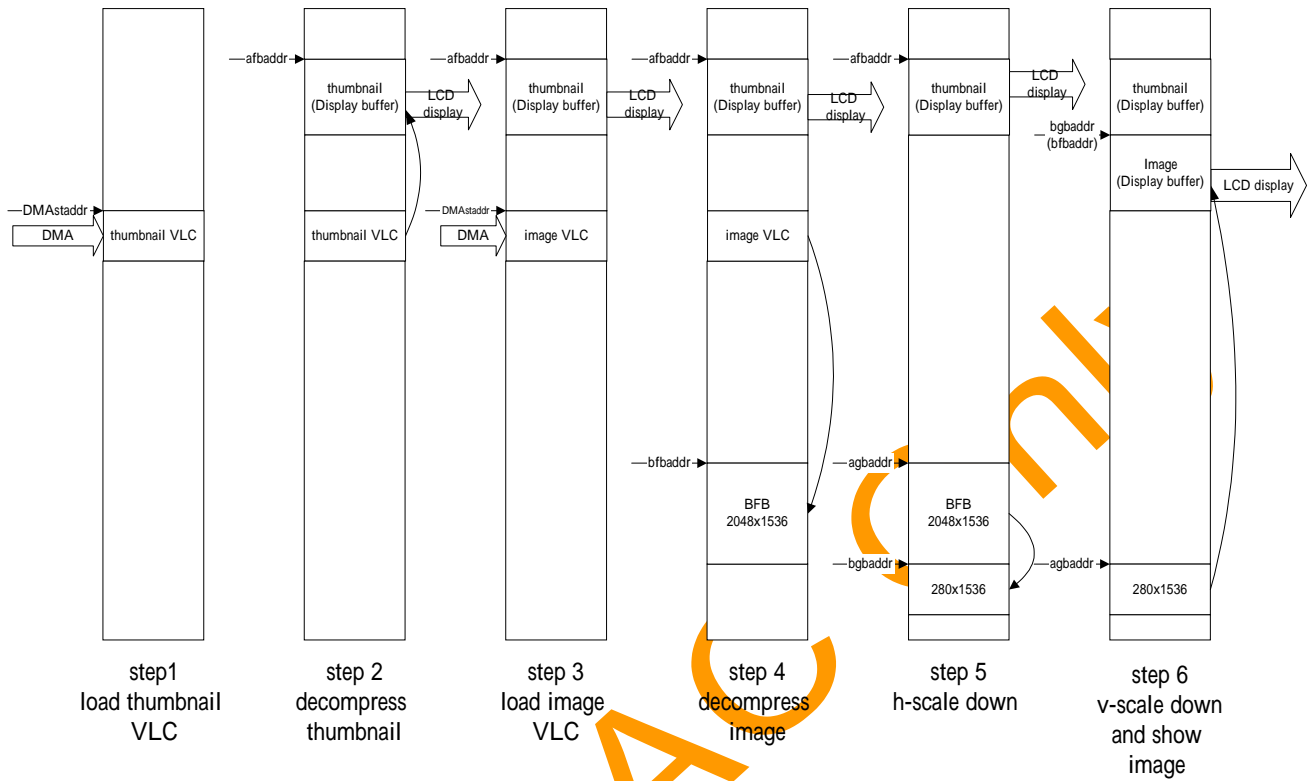 afbaddr
afbaddr
afbaddr
afbaddr
thumbnail
(Display buffer)
LCD
display
thumbnail
(Display buffer)
LCD
display
thumbnail
(Display buffer)
LCD
display
thumbnail
(Display buffer)
LCD
display
thumbnail
(Display buffer)
bgbaddr
(bfbaddr)
Image
(Display buffer)
LCD display
DMAstaddr
DMA
thumbnail VLC
thumbnail VLC
DMAstaddr
DMA
image VLC
image VLC
bfbaddr
BFB
2048x1536
agbaddr
BFB
2048x1536
bgbaddr
280x1536
agbaddr
280x1536
step1
load thumbnail
VLC
step 2
decompress
thumbnail
step 3
load image
VLC
step 4
decompress
image
step 5
h-scale down
step 6
v-scale down
and show
image